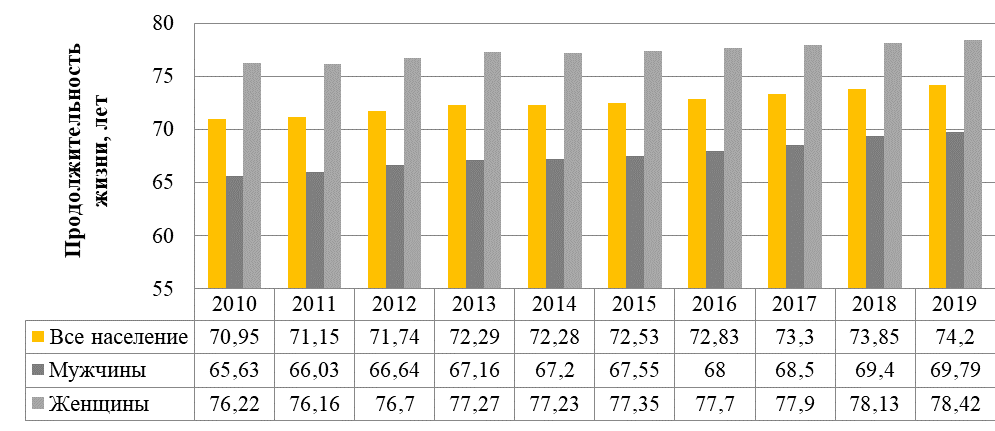 Продолжительность
жизни, лет
80
75
70
65
60
55
2010 2011 2012 2013 2014 2015 2016 2017 2018 2019
Все население 70,95 71,15 71,74 72,29 72,28 72,53 72,83 73,3 73,85 74,2
Мужчины 65,63 66,03 66,64 67,16 67,2 67,55 68 68,5 69,4 69,79
Женщины 76,22 76,16 76,7 77,27 77,23 77,35 77,7 77,9 78,13 78,42